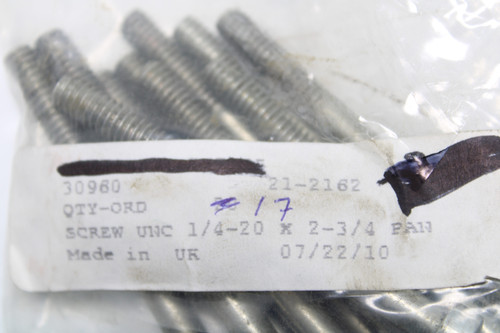 30960 21-2162
QTY-ORD 17
SCREW UNC 1/4-20 X 2-3/4 PAN
Made in UK 07/22/10